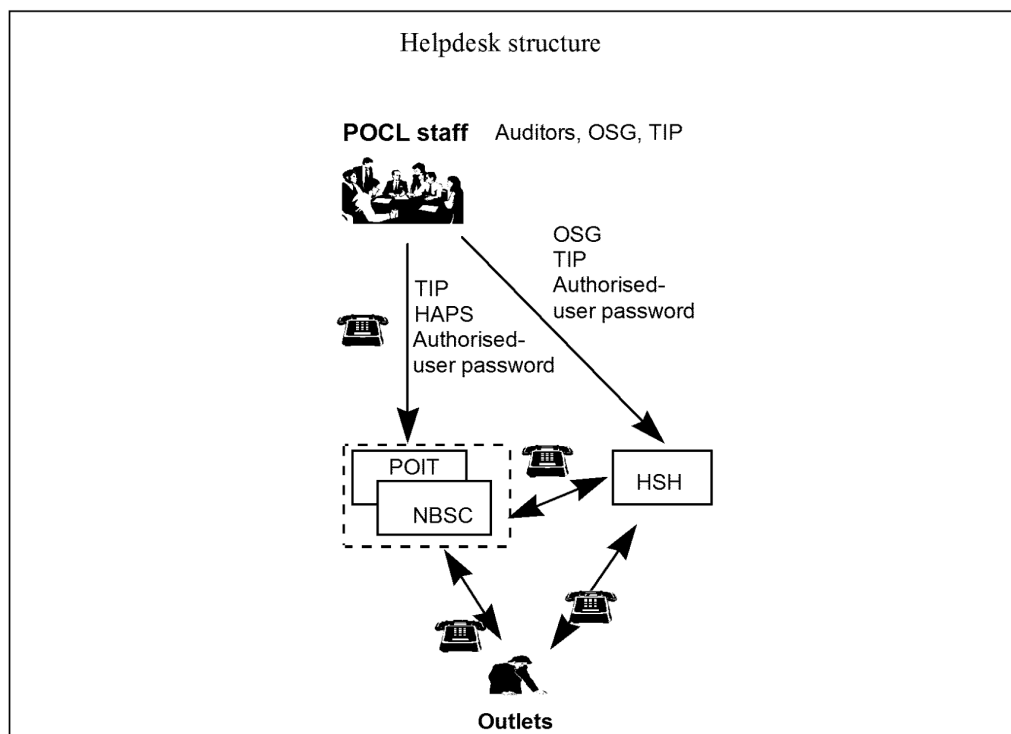 Helpdesk structure
POCL staff Auditors, OSG, TIP
OSG
TIP
Authorised-
user password
TIP
HAPS
Authorised-
user password
POIT
NBSC
HSH
Outlets